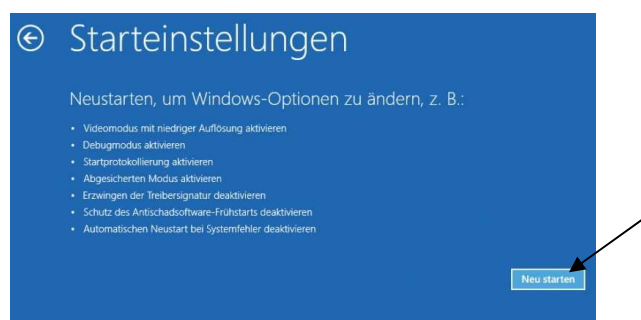 Starteinstellungen
Neustarten, um Windows-Optionen zu ändern, z. B.:
• Videomodus mit niedriger Auflösung aktivieren
• Debugmodus aktivieren
• Startprotokollierung aktivieren
• Abgesicherten Modus aktivieren
• Erzwingen der Treibersignatur deaktivieren
• Schutz des Antischadsoftware-Frühstarts deaktivieren
• Automatischen Neustart bei Systemfehler deaktivieren
Neu starten